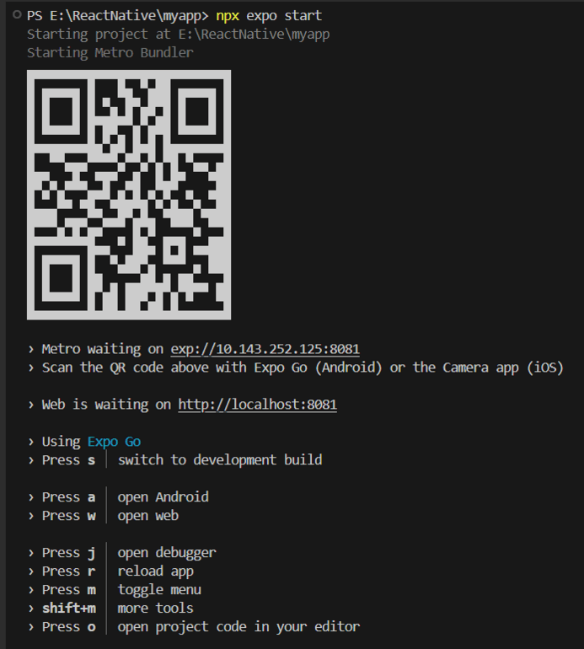 PS E:\ReactNative\myapp> npx expo start
Starting project at E:\ReactNative\myapp
Starting Metro Bundler
› Metro waiting on exp://10.143.252.125:8081
› Scan the QR code above with Expo Go (Android) or the Camera app (iOS)
› Web is waiting on http://localhost:8081
› Using Expo Go
› Press s │ switch to development build
› Press a │ open Android
› Press w │ open web
› Press j │ open debugger
› Press r │ reload app
› Press m │ toggle menu
› shift+m │ more tools
› Press o │ open project code in your editor